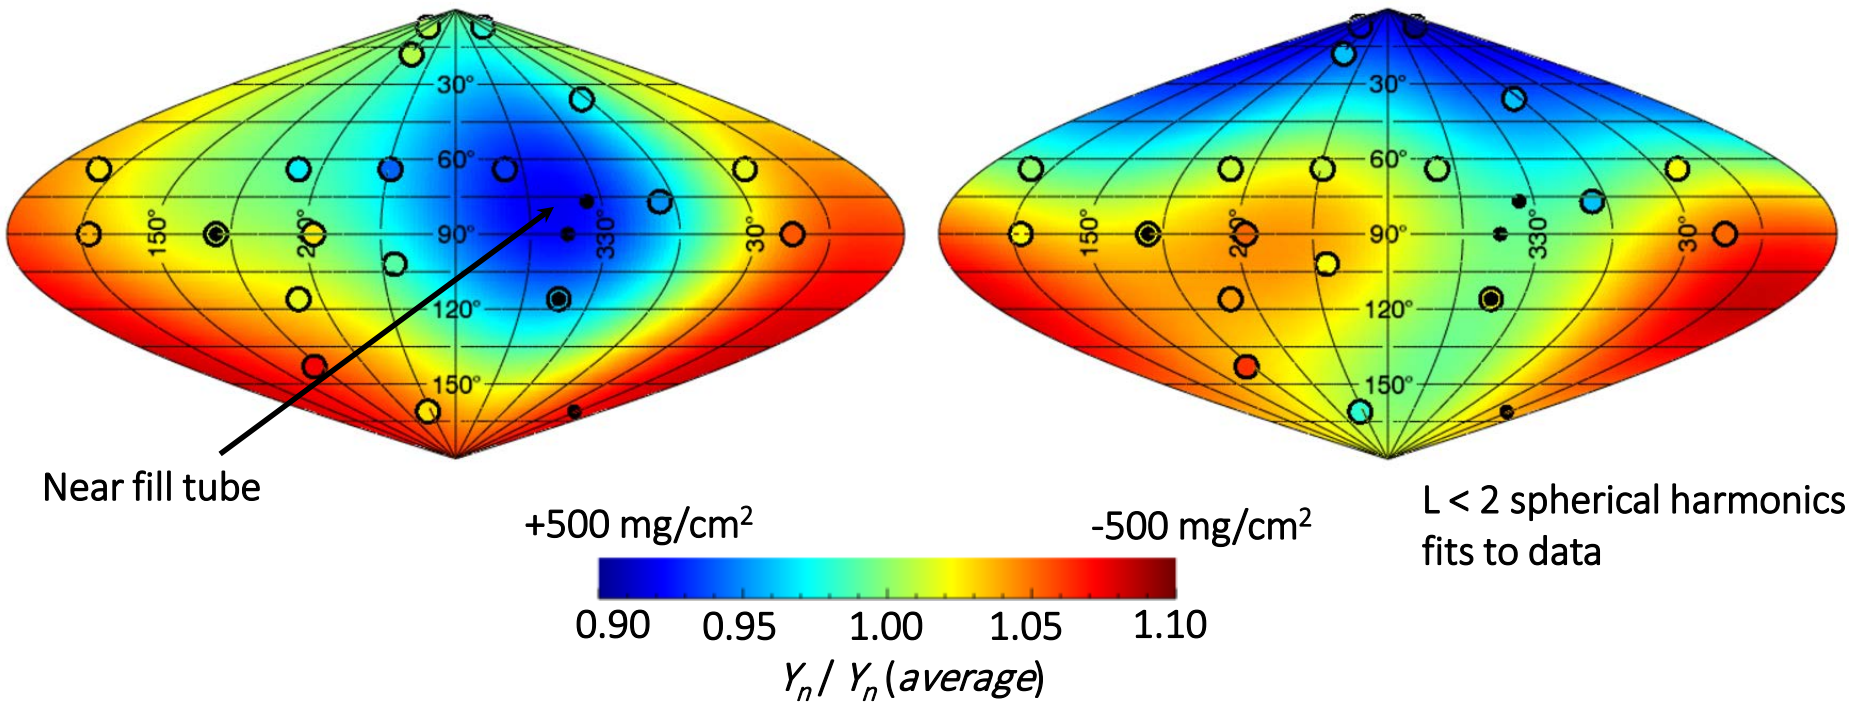 30° 30°
60° 60°
150° 210° 90° 330° 30° 150° 210° 90° 330° 30°
120° 120°
150° 150°
Near fill tube
L < 2 spherical harmonics
fits to data
+500 mg/cm² -500 mg/cm²
0.90 0.95 1.00 1.05 1.10
Yₙ / Yₙ (average)